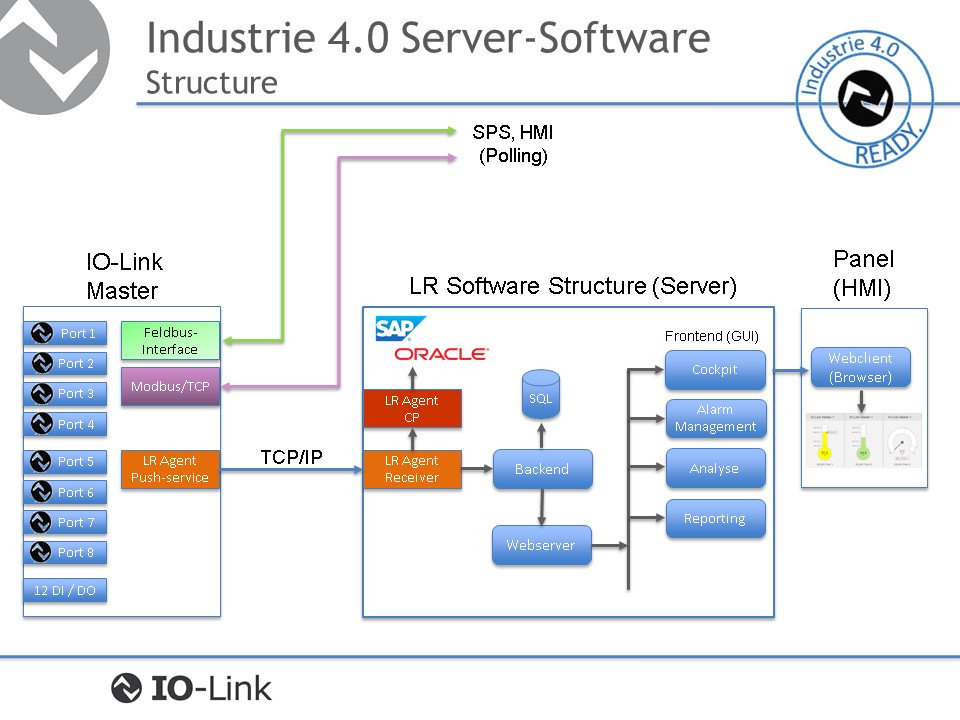 Industrie 4.0 Server-Software
Structure
Industrie 4.0
READY.
SPS, HMI
(Polling)
IO-Link
Master
Port 1
Port 2
Port 3
Port 4
Port 5
Port 6
Port 7
Port 8
12 DI / DO
Feldbus-
Interface
Modbus/TCP
LR Agent
Push-service
TCP/IP
LR Software Structure (Server)
SAP
ORACLE
LR Agent
CP
LR Agent
Receiver
SQL
Backend
Webserver
Frontend (GUI)
Cockpit
Alarm
Management
Analyse
Reporting
Panel
(HMI)
Webclient
(Browser)
IO-Link